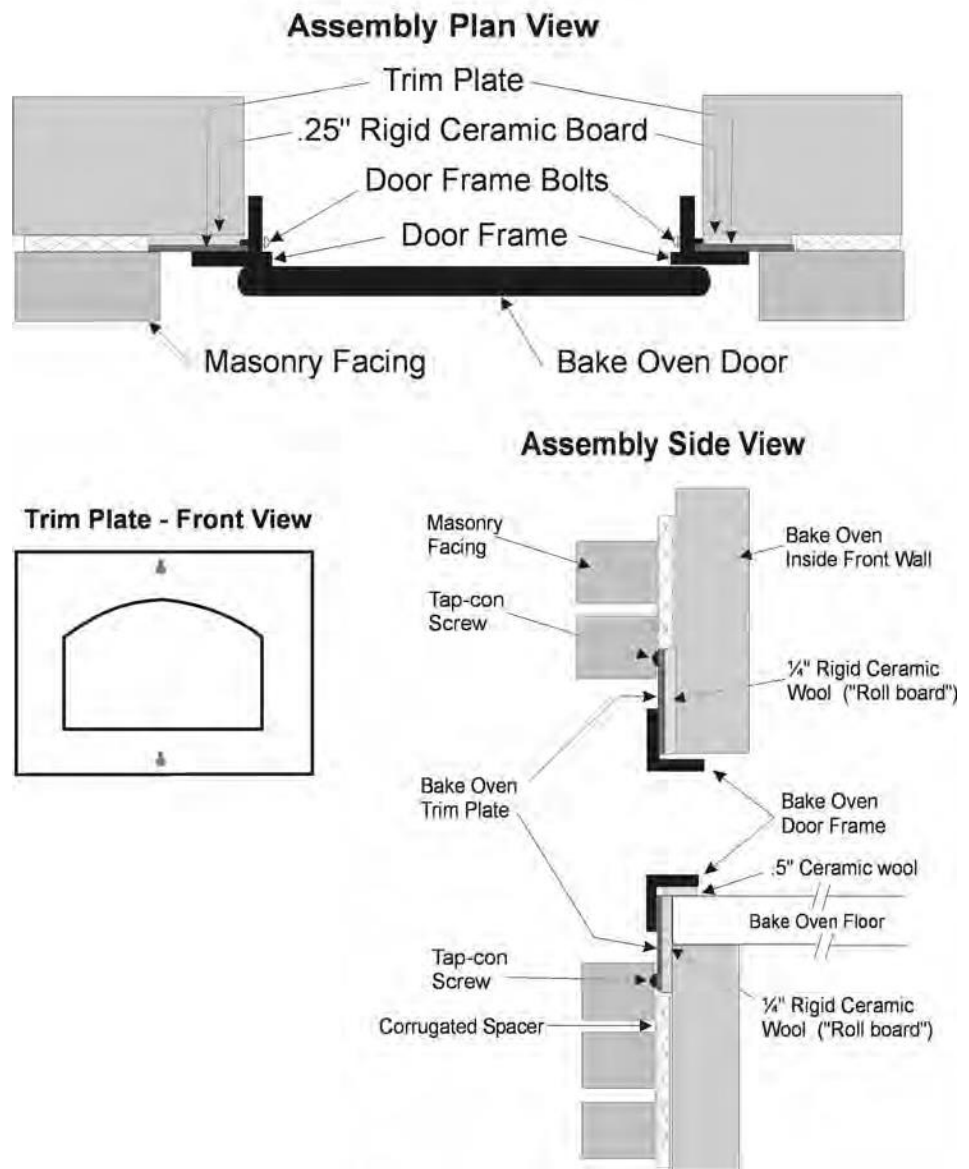 Assembly Plan View
Trim Plate
.25" Rigid Ceramic Board
Door Frame Bolts
Door Frame
Masonry Facing
Bake Oven Door
Assembly Side View
Trim Plate - Front View
Masonry
Facing
Bake Oven
Inside Front Wall
Tap-con
Screw
¼" Rigid Ceramic
Wool ("Roll board")
Bake Oven
Trim Plate
Bake Oven
Door Frame
.5" Ceramic wool
Bake Oven Floor
Tap-con
Screw
Corrugated Spacer
¼" Rigid Ceramic
Wool ("Roll board")